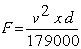 F = v² x d / 179000